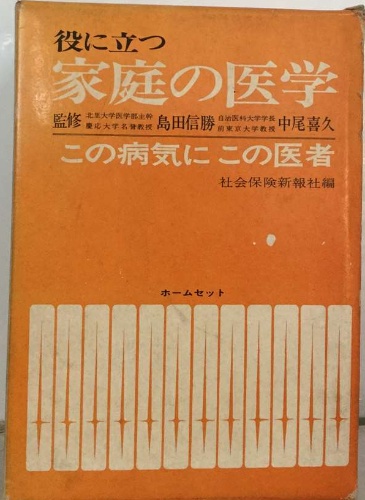 役に立つ
家庭の医学
監修 北里大学医学部主幹 慶応大学名誉教授 島田信勝 自治医科大学学長 前東京大学教授 中尾喜久
この病気に この医者
社会保険新報社編
ホームセット